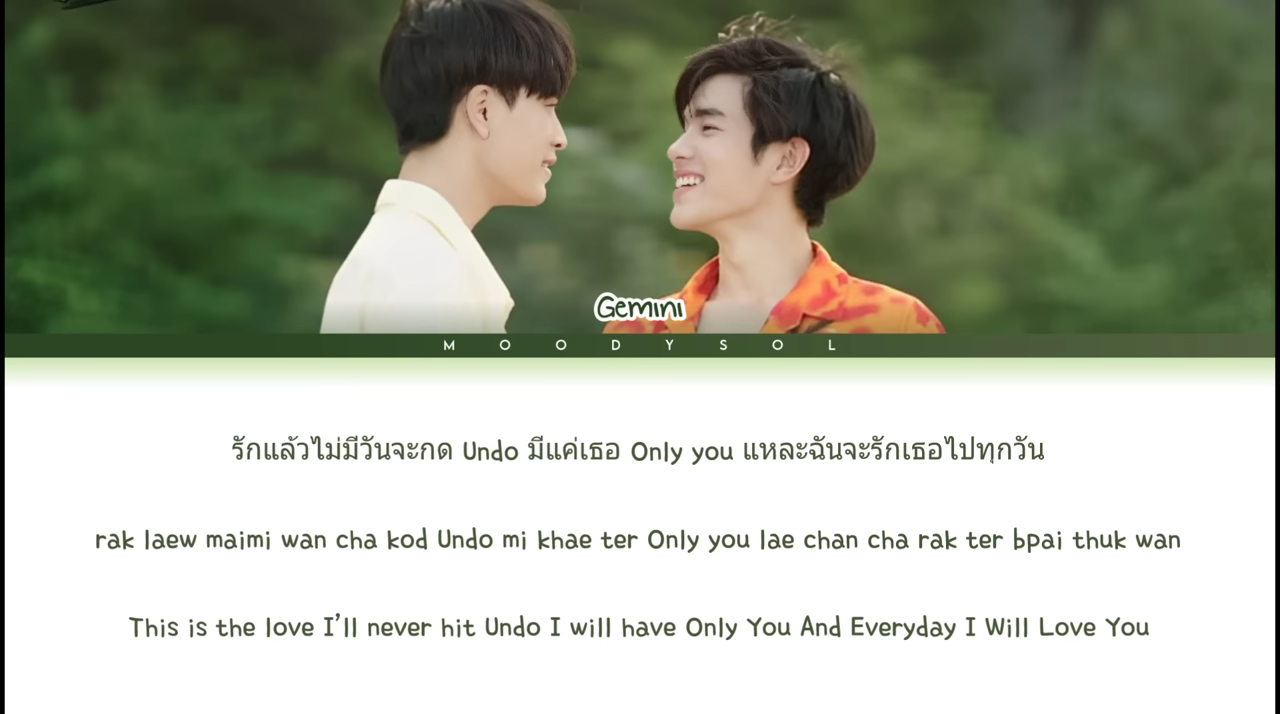 Gemini
MOODYSOL
รักแล้วไม่มีวันจะกด Undo มีแค่เธอ Only you แหละฉันจะรักเธอไปทุกวัน
rak laew maimi wan cha kod Undo mi khae ter Only you lae chan cha rak ter bpai thuk wan
This is the love I'll never hit Undo I will have Only You And Everyday I Will Love You